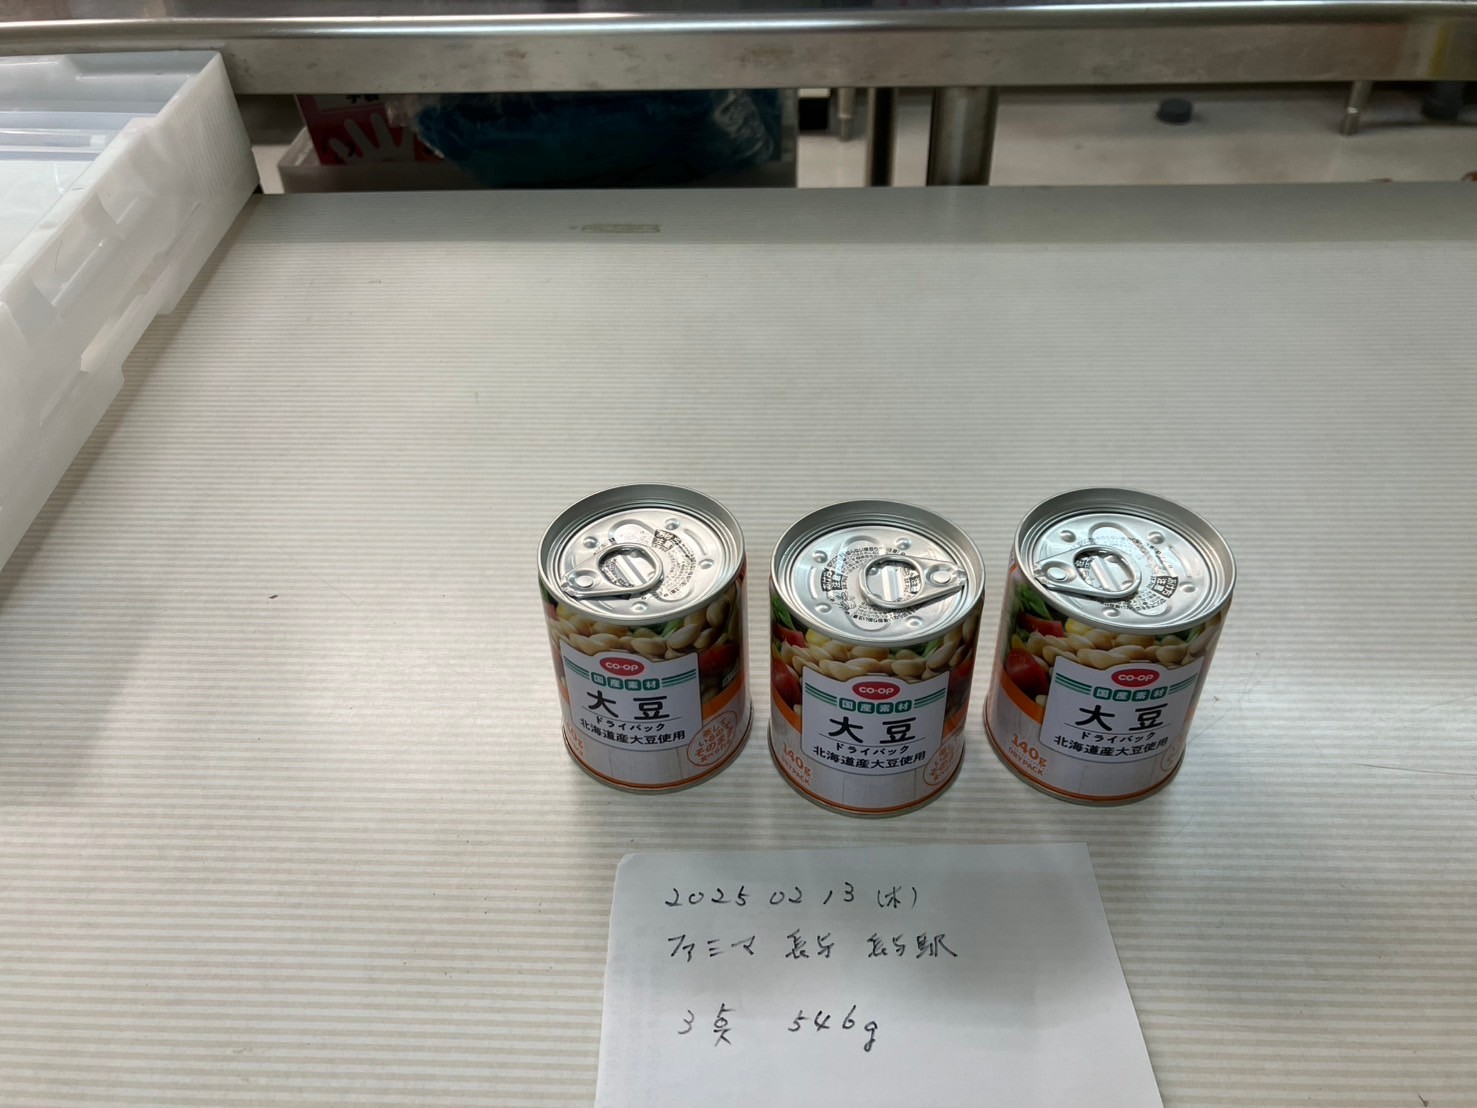 CO·OP
国産素材
大豆
ドライパック
北海道産大豆使用
CO·OP
国産素材
大豆
ドライパック
北海道産大豆使用
140g
DRY PACK
CO·OP
国産素材
大豆
ドライパック
北海道産大豆使用
140g
DRY PACK
2025 02 13 (木)
ファミマ
3点 546g